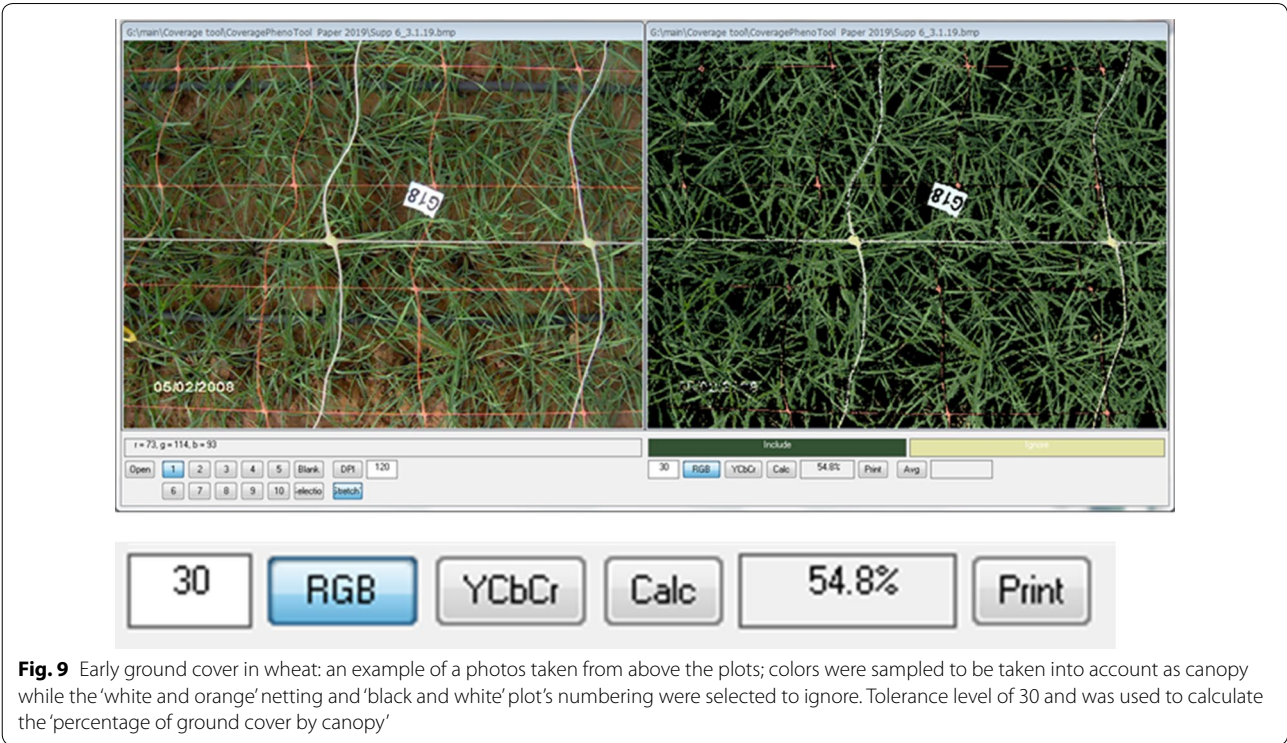 G:\main\Coverage tool\CoveragePhenoTool Paper 2019\Supp 6_3.1.19.bmp
G:\main\Coverage tool\CoveragePhenoTool Paper 2019\Supp 6_3.1.19.bmp
G18
G18
05/02/2008
r = 73, g = 114, b = 93
Include
Ignore
Open 1 2 3 4 5 Blank DPI 120
30 RGB YCbCr Calc 54.8% Print Avg
6 7 8 9 10 electio Stretch
30 RGB YCbCr Calc 54.8% Print
Fig. 9 Early ground cover in wheat: an example of a photos taken from above the plots; colors were sampled to be taken into account as canopy
while the ‘white and orange’ netting and ‘black and white’ plot’s numbering were selected to ignore. Tolerance level of 30 and was used to calculate
the ‘percentage of ground cover by canopy’